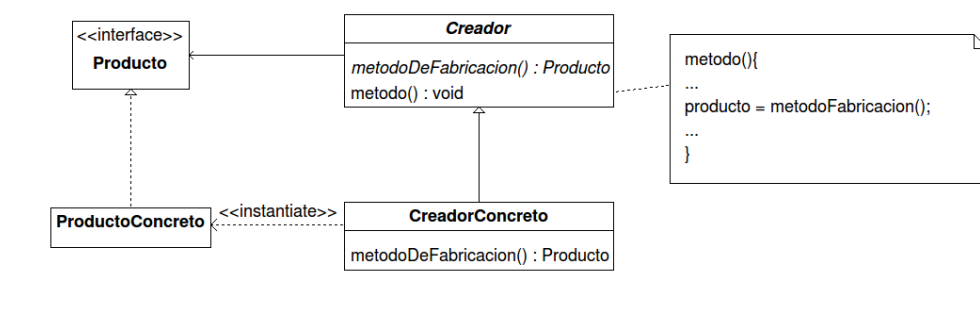 <<interface>>
Producto
Creador
metodoDeFabricacion() : Producto
metodo() : void
metodo(){
...
producto = metodoFabricacion();
...
}
ProductoConcreto
<<instantiate>>
CreadorConcreto
metodoDeFabricacion() : Producto